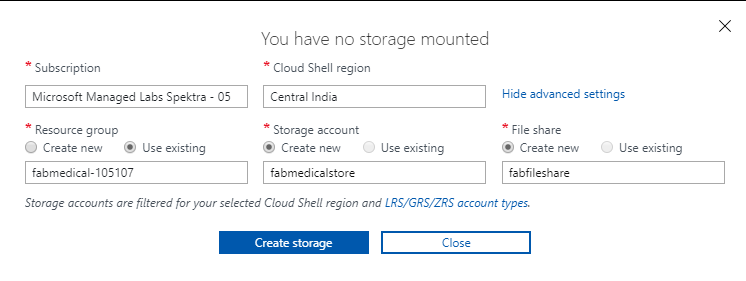 You have no storage mounted
* Subscription
* Cloud Shell region
Microsoft Managed Labs Spektra - 05
Central India
Hide advanced settings
* Resource group
* Storage account
* File share
Create new Use existing
Create new Use existing
Create new Use existing
fabmedical-105107
fabmedicalstore
fabfileshare
Storage accounts are filtered for your selected Cloud Shell region and LRS/GRS/ZRS account types.
Create storage
Close